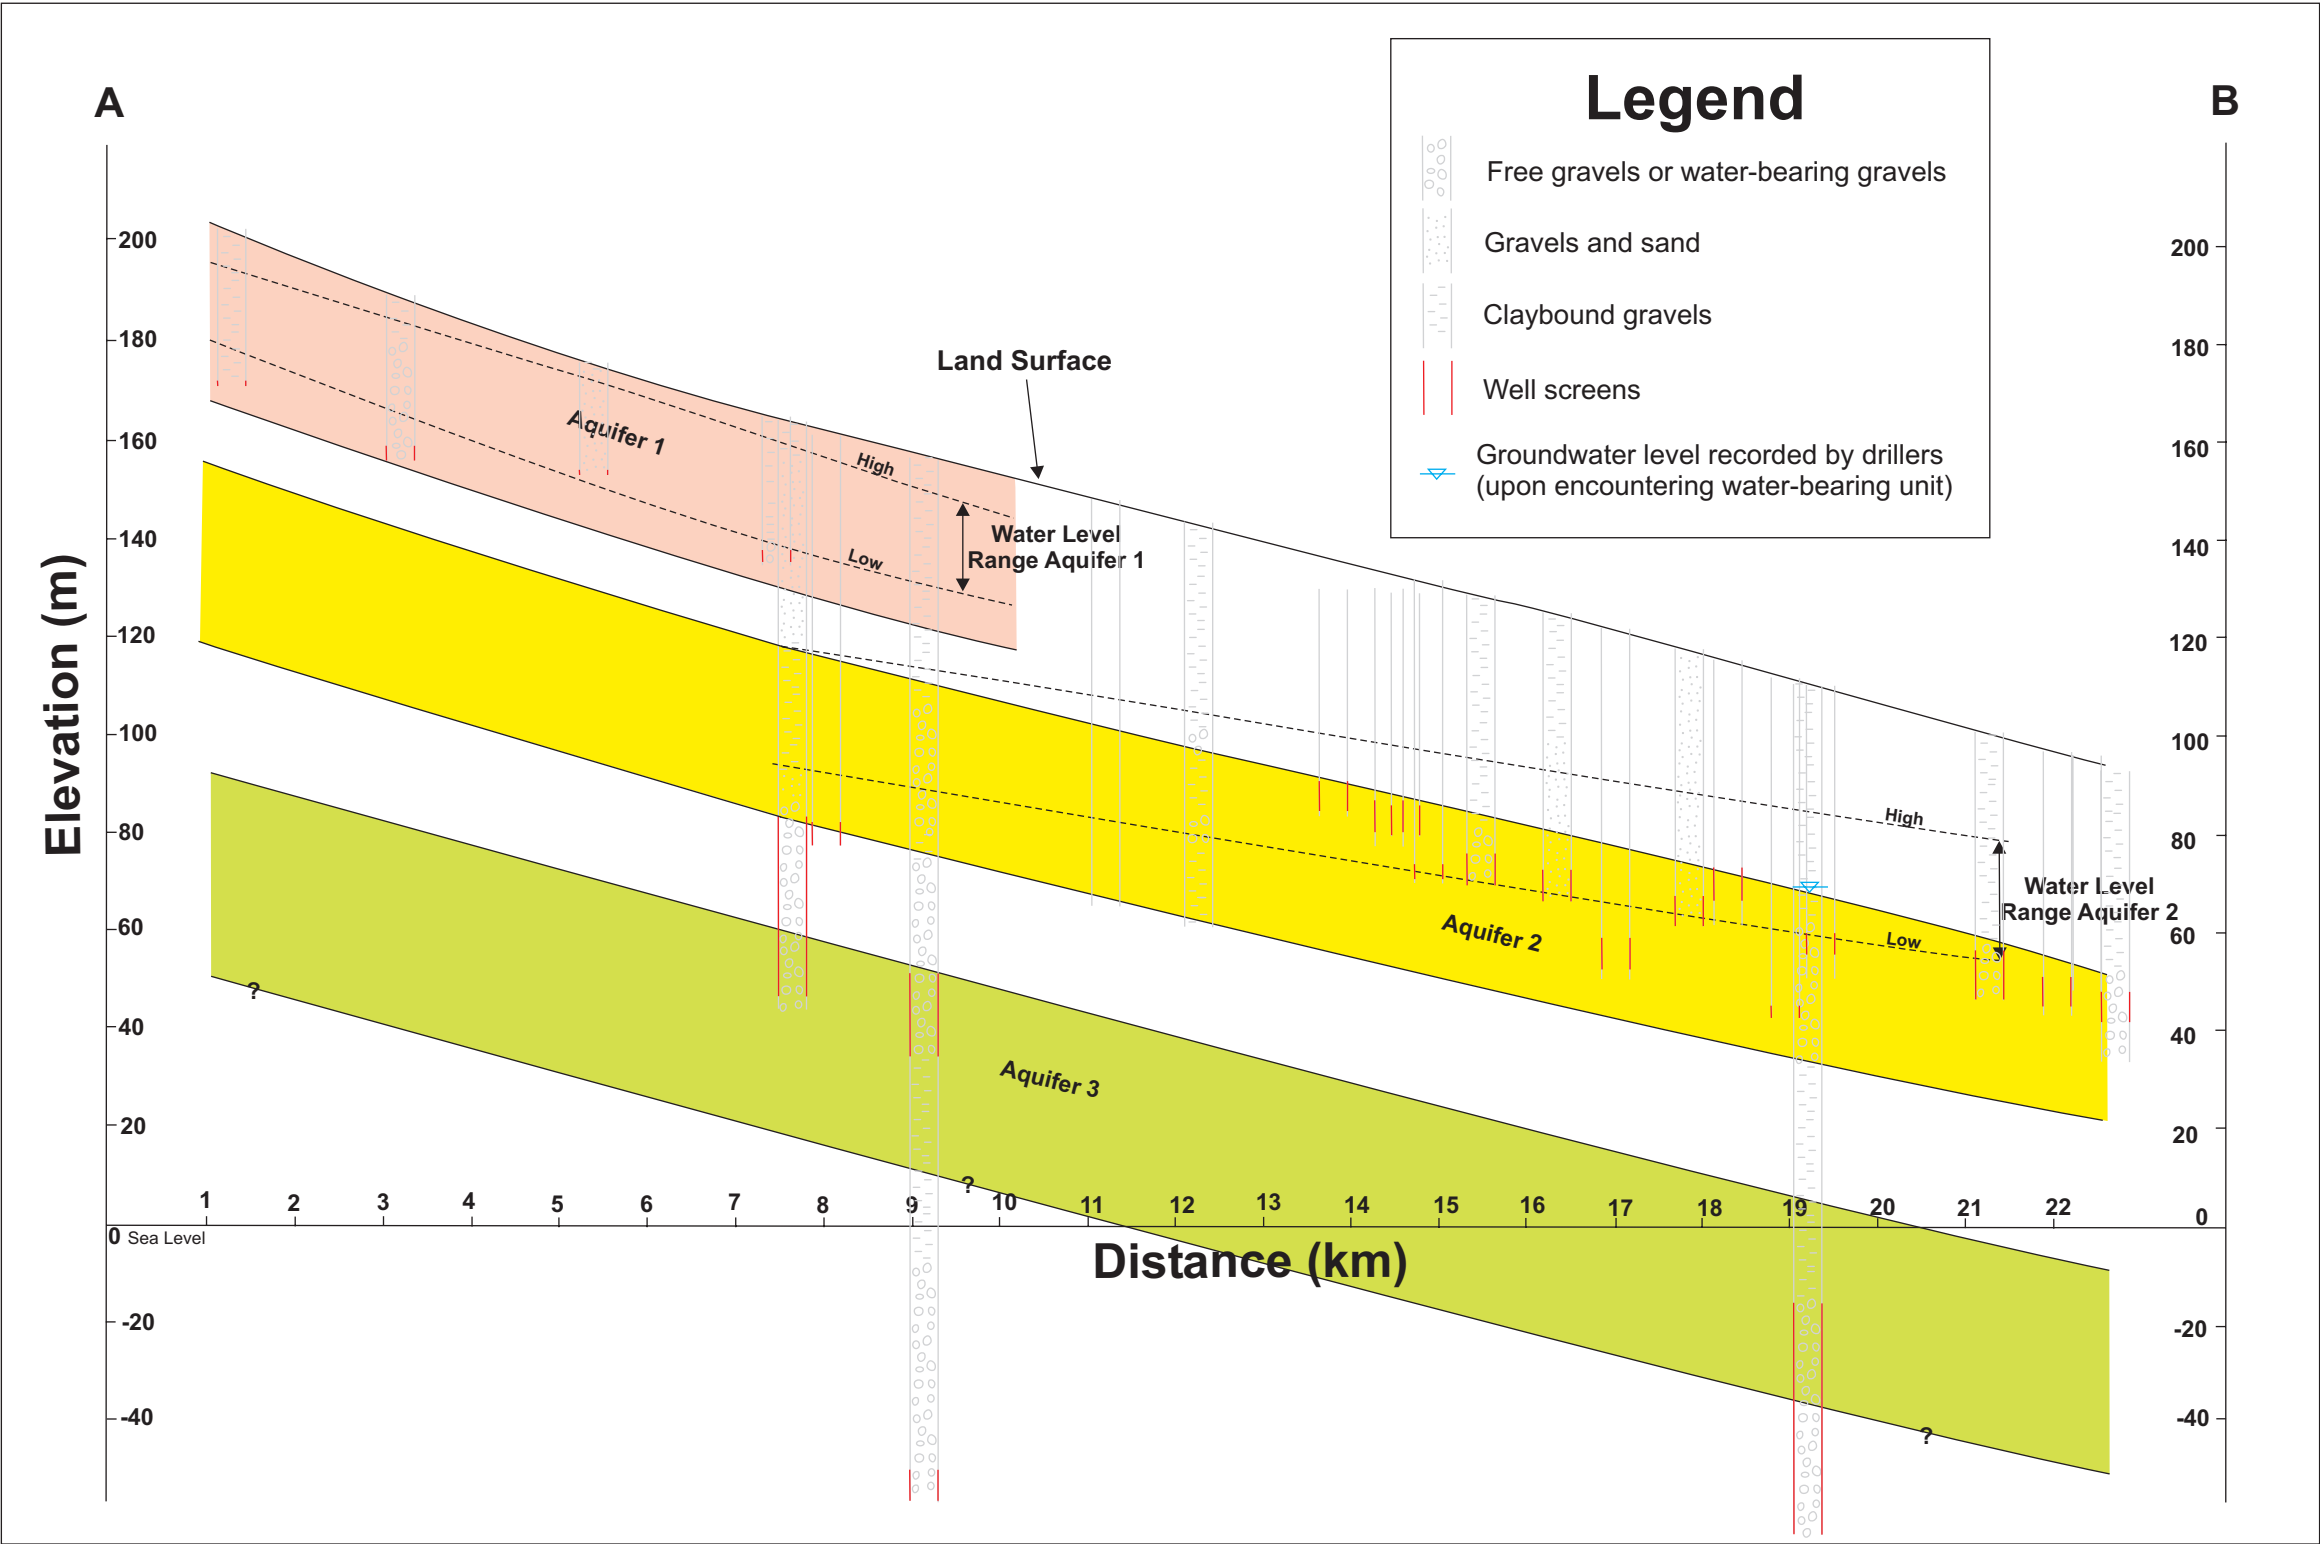 A
B
Legend
Free gravels or water-bearing gravels
Gravels and sand
Claybound gravels
Well screens
Groundwater level recorded by drillers
(upon encountering water-bearing unit)
Elevation (m)
200
180
160
140
120
100
80
60
40
20
0 Sea Level
-20
-40
200
180
160
140
120
100
80
60
40
20
0
-20
-40
Land Surface
Aquifer 1
High
Low
Water Level
Range Aquifer 1
Aquifer 2
High
Low
Water Level
Range Aquifer 2
Aquifer 3
?
?
?
1 2 3 4 5 6 7 8 9 10 11 12 13 14 15 16 17 18 19 20 21 22
Distance (km)